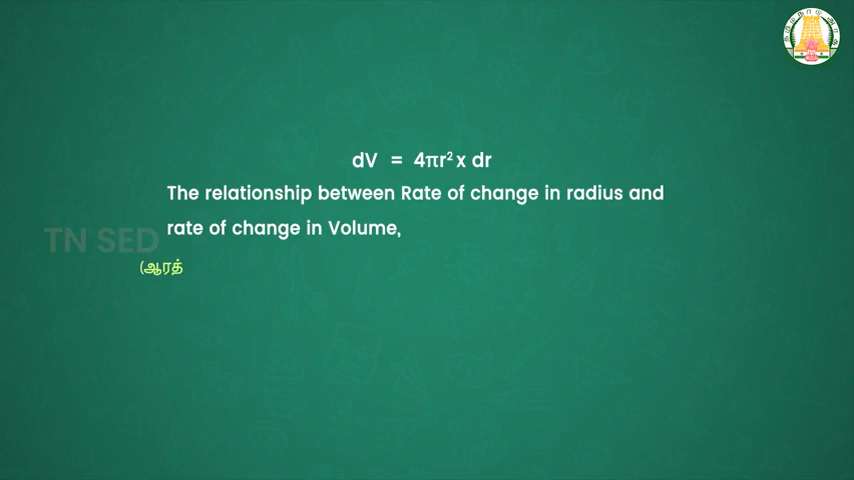 dV = 4πr² x dr
The relationship between Rate of change in radius and
rate of change in Volume,
TN SED
(ஆரத்